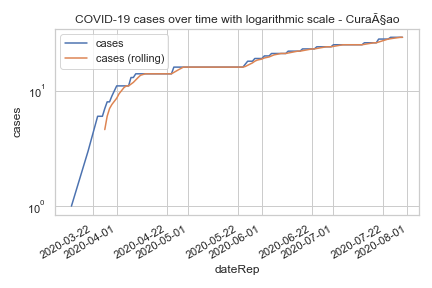 COVID-19 cases over time with logarithmic scale - CuraÃ§ao
cases
cases (rolling)
10¹
10⁰
cases
2020-03-22
2020-04-01
2020-04-22
2020-05-01
2020-05-22
2020-06-01
2020-06-22
2020-07-01
2020-07-22
2020-08-01
dateRep